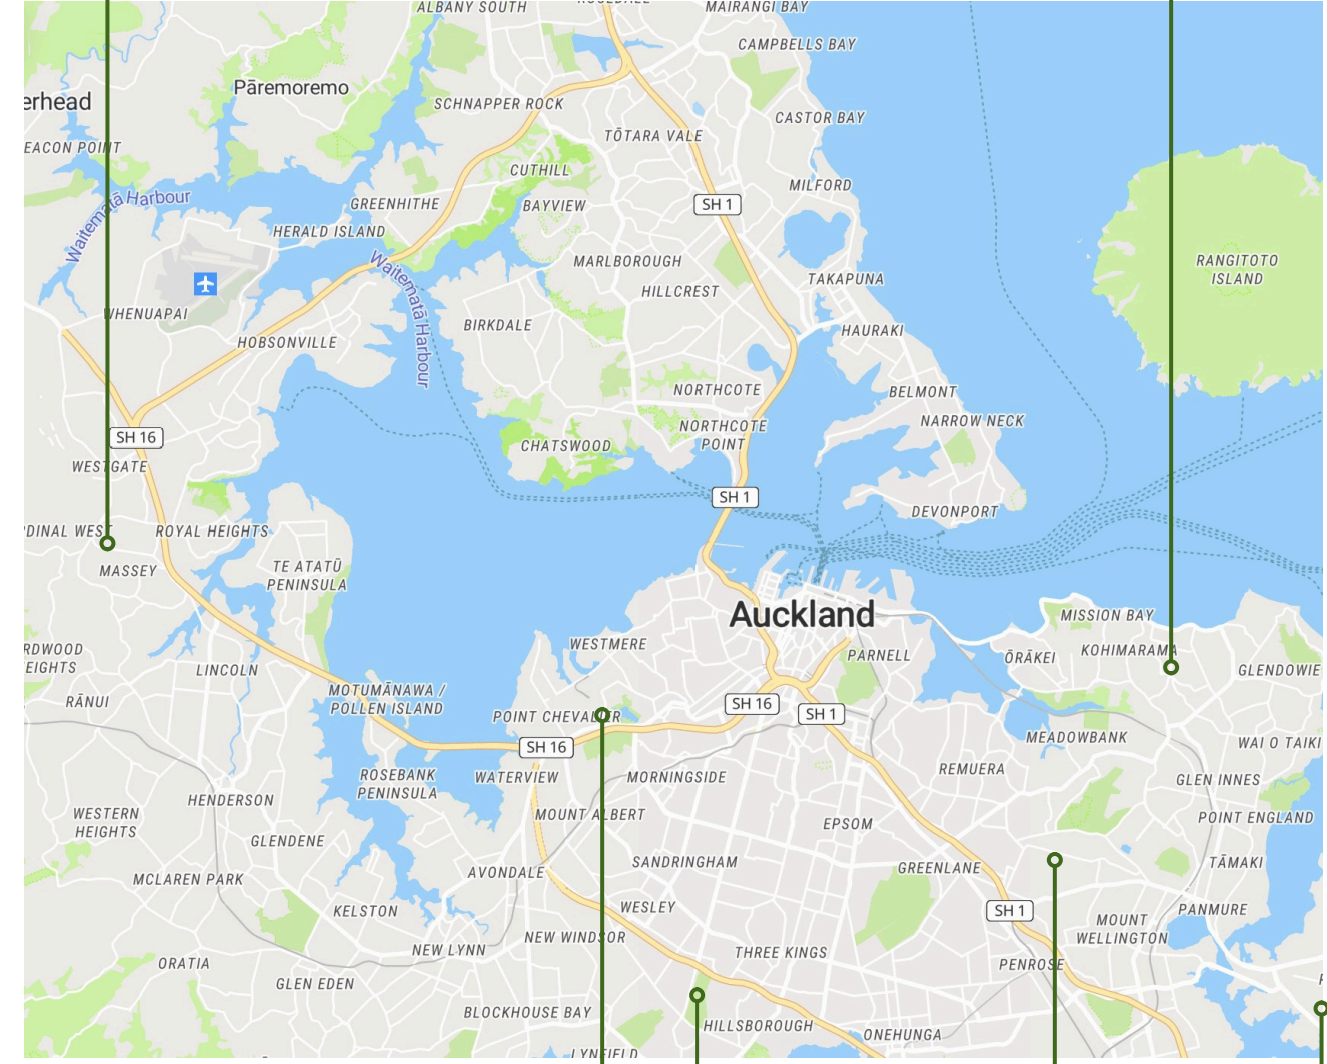 ALBANY SOUTH
MAIRANGI BAY
CAMPBELLS BAY
Pāremoremo
erhead
SCHNAPPER ROCK
CASTOR BAY
TŌTARA VALE
EACON POINT
CUTHILL
MILFORD
Waitematā Harbour
GREENHITHE
BAYVIEW
SH 1
HERALD ISLAND
Waitematā Harbour
MARLBOROUGH
RANGITOTO
ISLAND
TAKAPUNA
HILLCREST
WHENUAPAI
BIRKDALE
HAURAKI
HOBSONVILLE
NORTHCOTE
BELMONT
NARROW NECK
NORTHCOTE
POINT
SH 16
CHATSWOOD
WESTGATE
SH 1
DEVONPORT
RDINAL WEST
ROYAL HEIGHTS
MASSEY
TE ATATŪ
PENINSULA
Auckland
MISSION BAY
WESTMERE
RDWOOD
EIGHTS
PARNELL
ŌRĀKEI
KOHIMARAMA
LINCOLN
GLENDOWIE
RĀNUI
MOTUMĀNAWA /
POLLEN ISLAND
SH 16
SH 1
POINT CHEVALIER
SH 16
MEADOWBANK
WAI O TAIKI
REMUERA
ROSEBANK
PENINSULA
WATERVIEW
MORNINGSIDE
GLEN INNES
HENDERSON
WESTERN
HEIGHTS
MOUNT ALBERT
POINT ENGLAND
EPSOM
GLENDENE
SANDRINGHAM
TĀMAKI
AVONDALE
GREENLANE
MCLAREN PARK
KELSTON
WESLEY
SH 1
PANMURE
MOUNT
WELLINGTON
NEW WINDSOR
NEW LYNN
THREE KINGS
ORATIA
PENROSE
GLEN EDEN
BLOCKHOUSE BAY
HILLSBOROUGH
ONEHUNGA
LYNFIELD